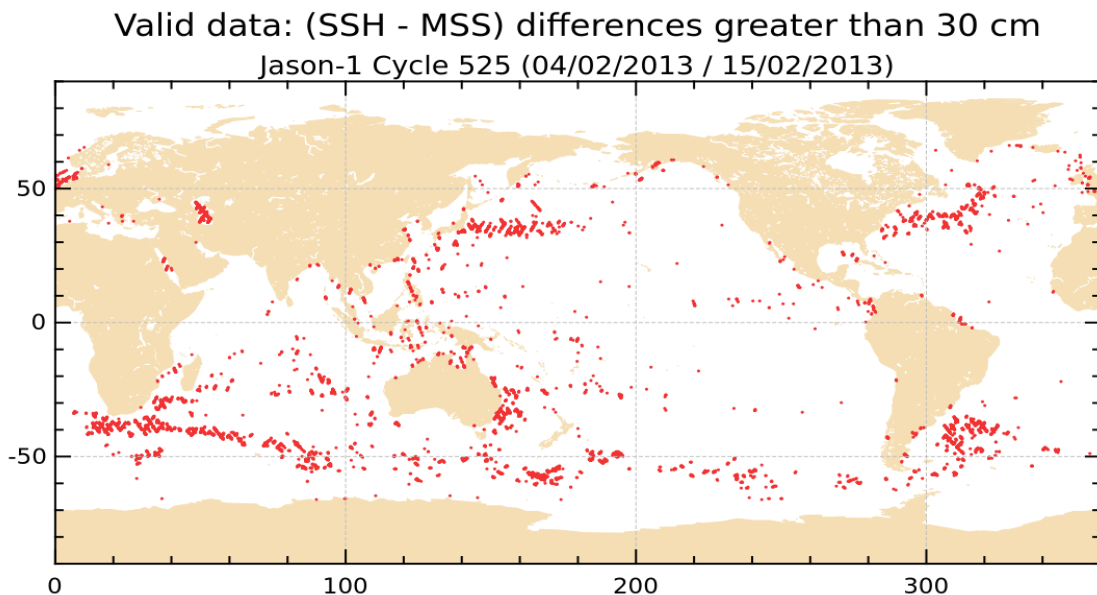 Valid data: (SSH - MSS) differences greater than 30 cm
Jason-1 Cycle 525 (04/02/2013 / 15/02/2013)
50
0
-50
0 100 200 300